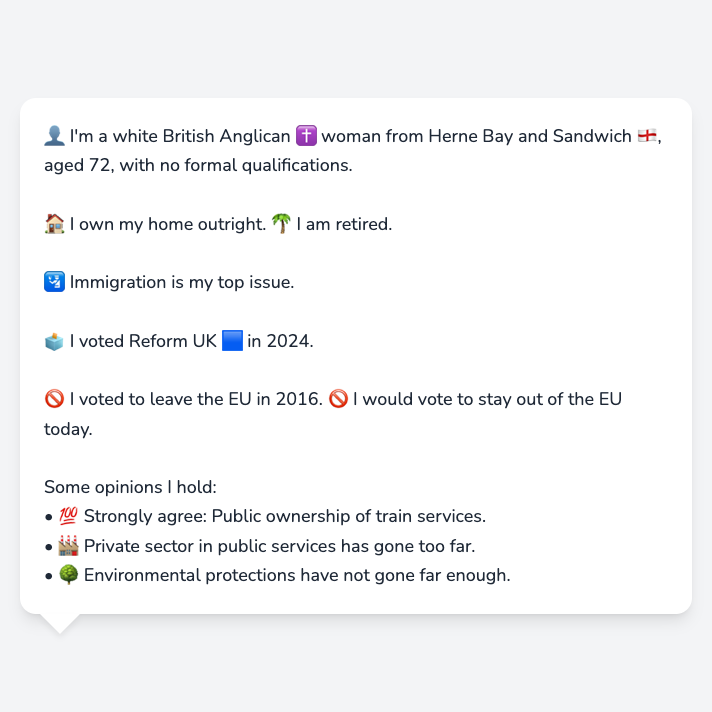 👤 I'm a white British Anglican ✝️ woman from Herne Bay and Sandwich 🏴󠁧󠁢󠁥󠁮󠁧󠁿,
aged 72, with no formal qualifications.
🏠 I own my home outright. 🌴 I am retired.
🛂 Immigration is my top issue.
🗳️ I voted Reform UK 🟦 in 2024.
🚫 I voted to leave the EU in 2016. 🚫 I would vote to stay out of the EU
today.
Some opinions I hold:
• 💯 Strongly agree: Public ownership of train services.
• 🏭 Private sector in public services has gone too far.
• 🌳 Environmental protections have not gone far enough.